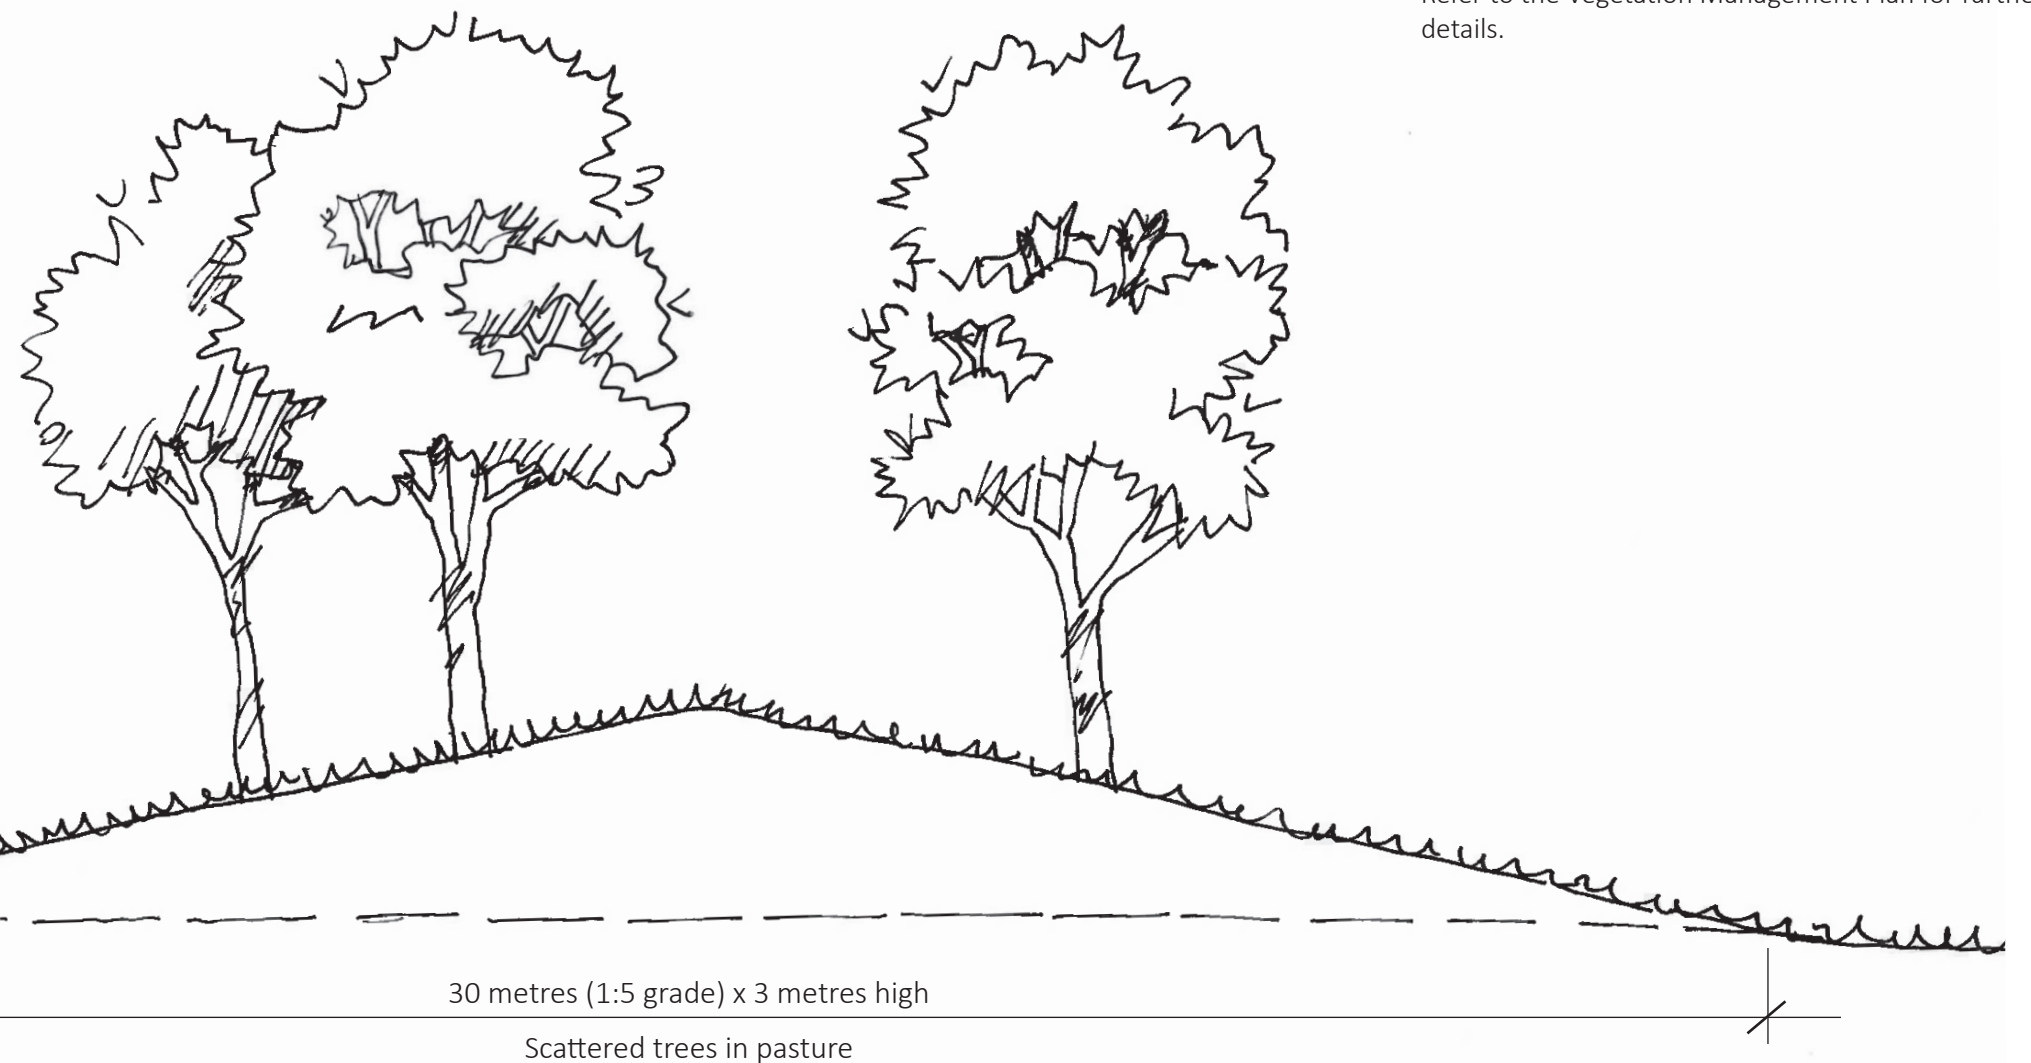 details.
30 metres (1:5 grade) x 3 metres high
Scattered trees in pasture